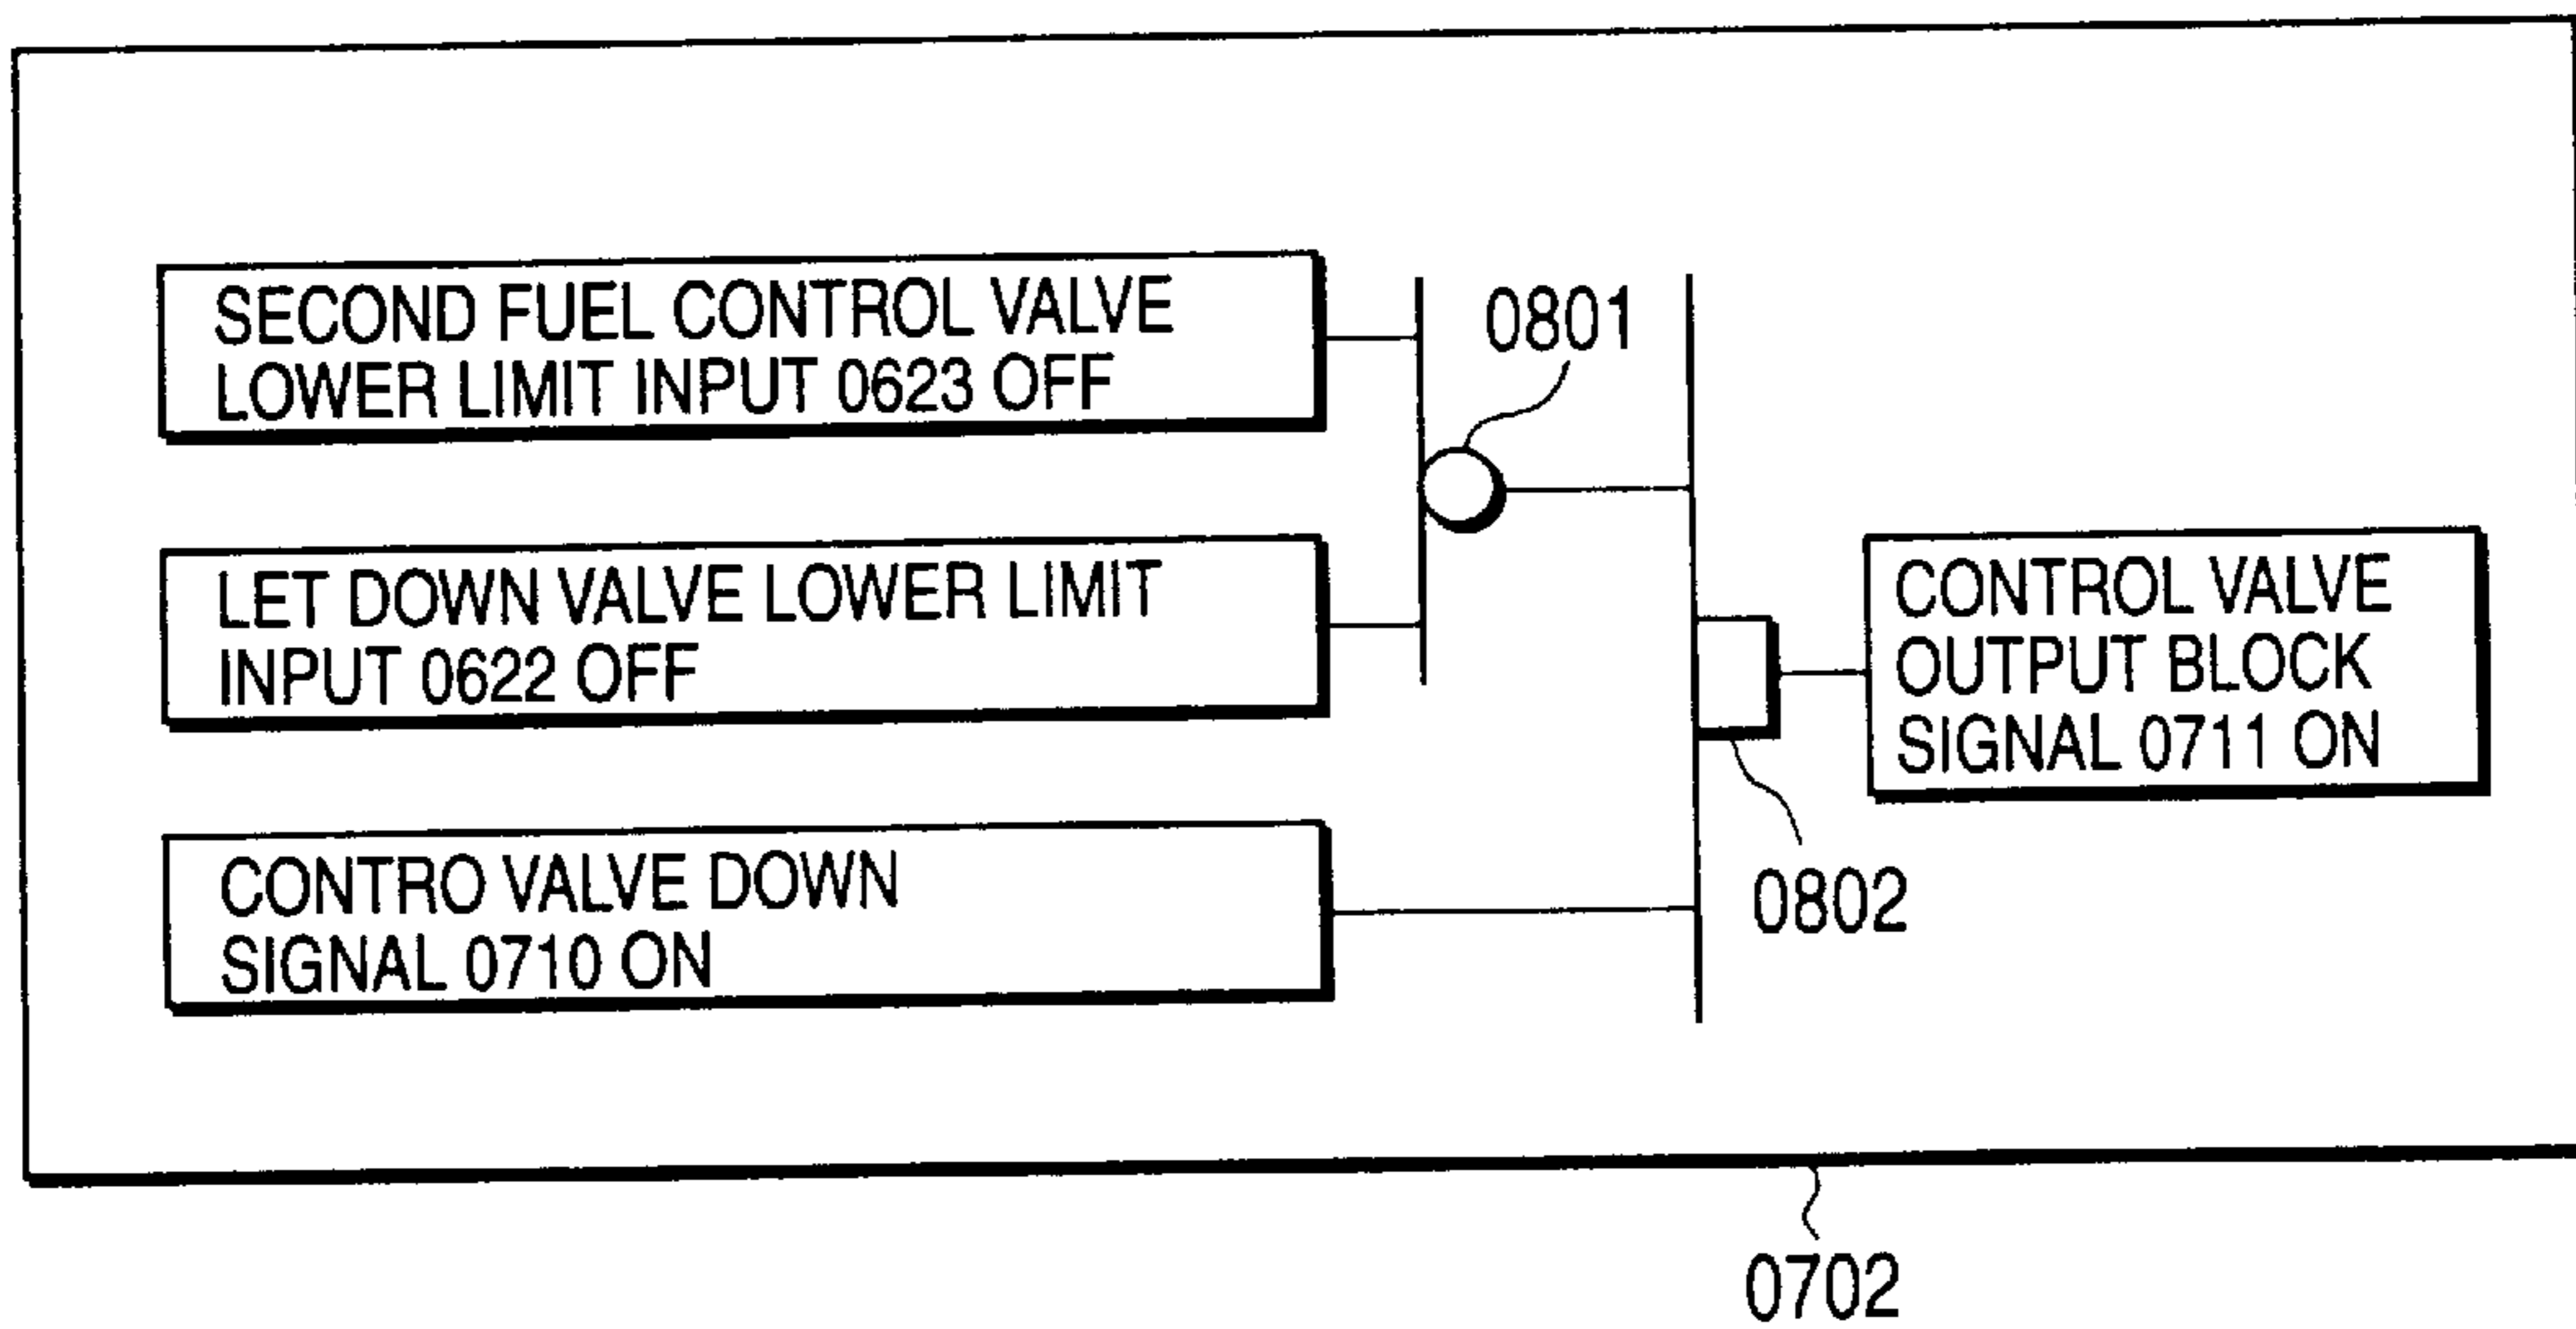 SECOND FUEL CONTROL VALVE
LOWER LIMIT INPUT 0623 OFF
0801
LET DOWN VALVE LOWER LIMIT
INPUT 0622 OFF
CONTROL VALVE
OUTPUT BLOCK
SIGNAL 0711 ON
CONTRO VALVE DOWN
SIGNAL 0710 ON
0802
0702